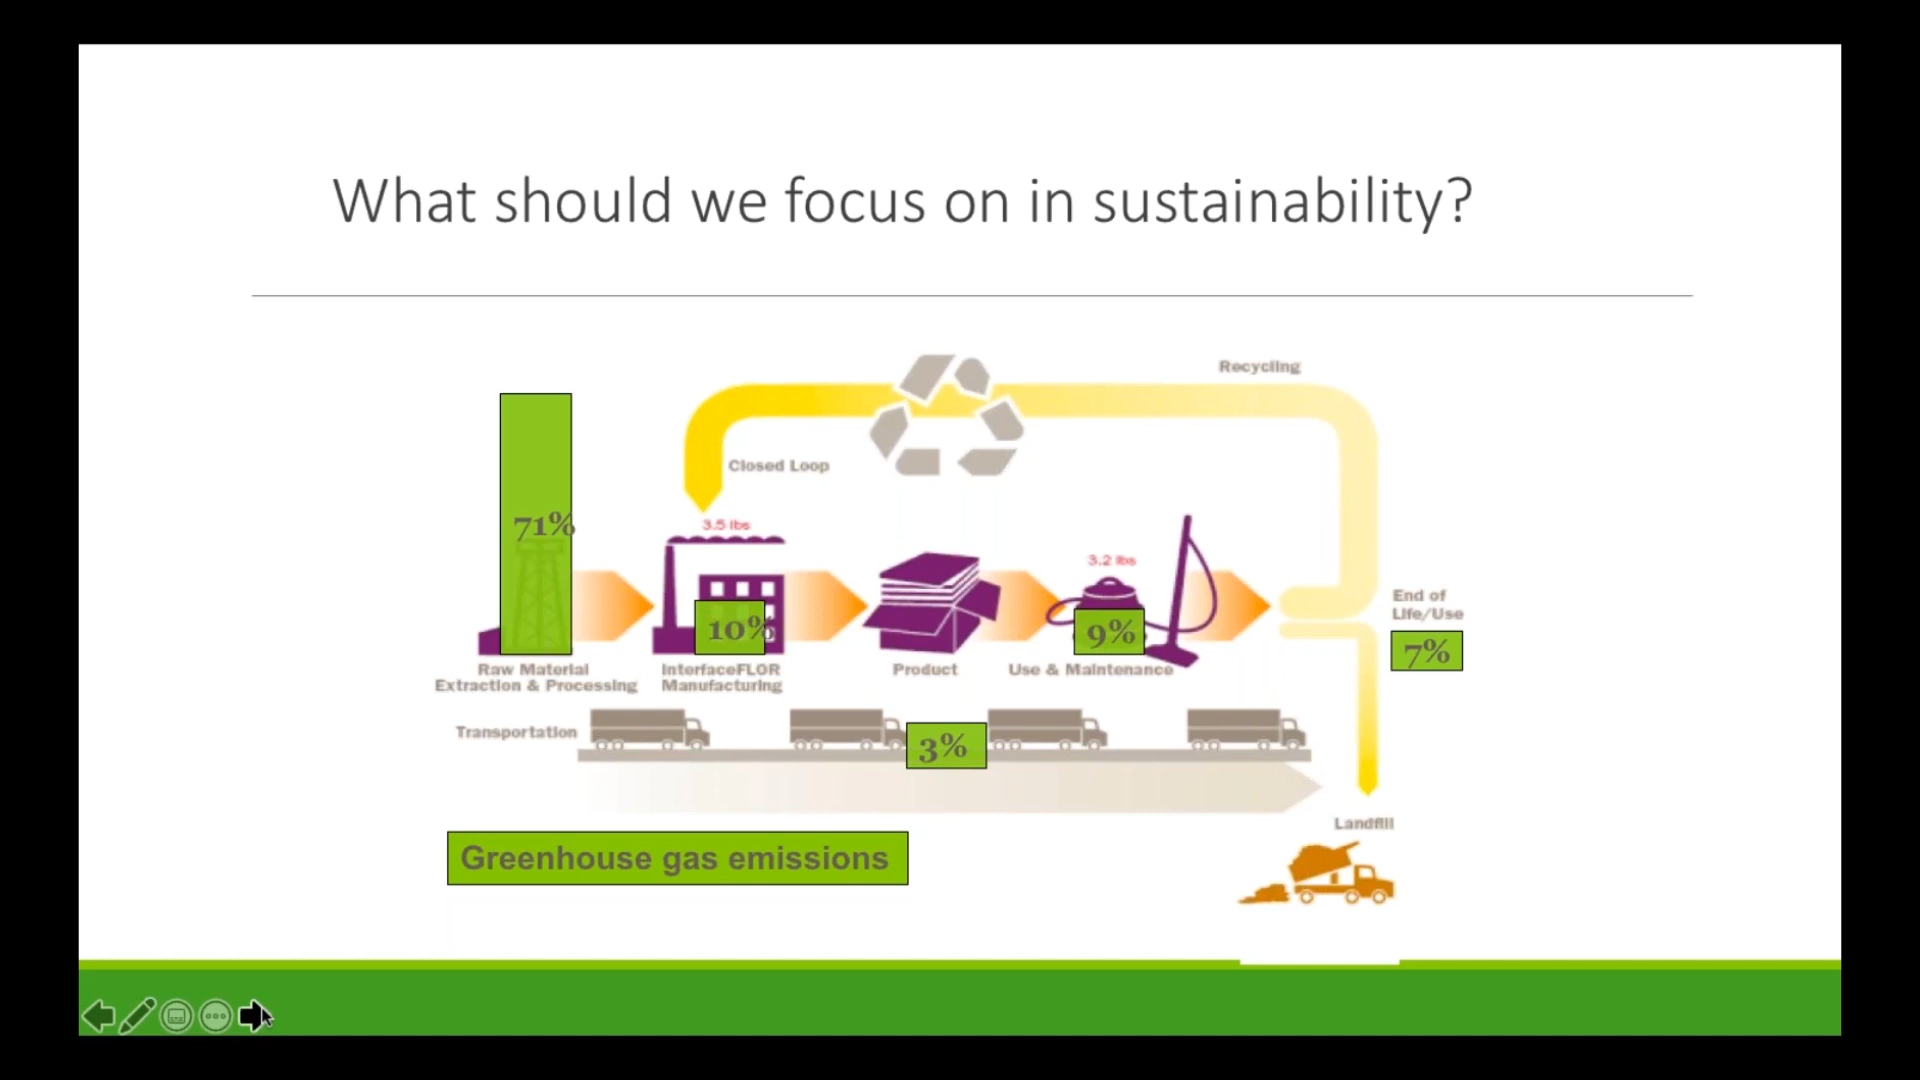 What should we focus on in sustainability?
Recycling
Closed Loop
71%
3.5 lbs
3.2 lbs
10%
9%
End of
Life/Use
7%
Raw Material
Extraction & Processing
InterfaceFLOR
Manufacturing
Product
Use & Maintenance
Transportation
3%
Landfill
Greenhouse gas emissions